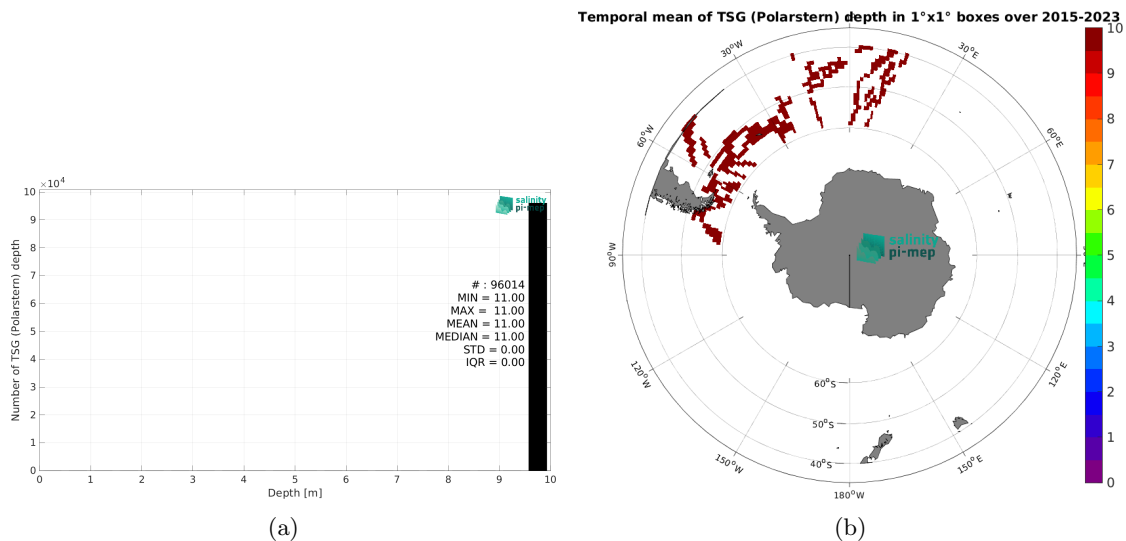 Temporal mean of TSG (Polarstern) depth in 1°x1° boxes over 2015-2023
×10⁴
10
9
8
7
6
5
4
3
2
1
0
Number of TSG (Polarstern) depth
salinity
pi-mep
# : 96014
MIN = 11.00
MAX = 11.00
MEAN = 11.00
MEDIAN = 11.00
STD = 0.00
IQR = 0.00
0 1 2 3 4 5 6 7 8 9 10
Depth [m]
(a)
30°W
30°E
60°W
60°E
90°W
120°W
120°E
150°W
150°E
180°W
60°S
50°S
40°S
salinity
pi-mep
10
9
8
7
6
5
4
3
2
1
0
(b)